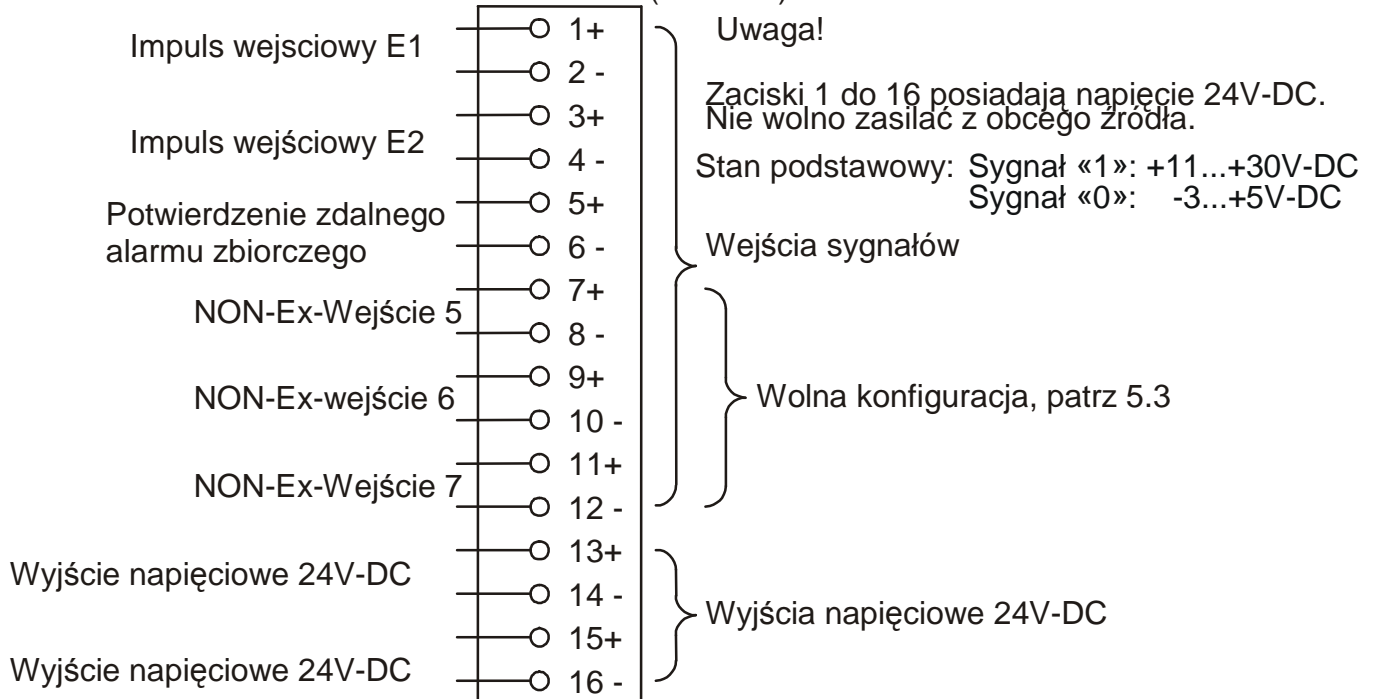 Impuls wejsciowy E1
1+
2 -
Impuls wejściowy E2
3+
4 -
Potwierdzenie zdalnego
alarmu zbiorczego
5+
6 -
NON-Ex-Wejście 5
7+
8 -
NON-Ex-wejście 6
9+
10 -
NON-Ex-Wejście 7
11+
12 -
Wyjście napięciowe 24V-DC
13+
14 -
Wyjście napięciowe 24V-DC
15+
16 -
Uwaga!
Zaciski 1 do 16 posiadają napięcie 24V-DC.
Nie wolno zasilać z obcego źródła.
Stan podstawowy: Sygnał «1»: +11...+30V-DC
Sygnał «0»: -3...+5V-DC
Wejścia sygnałów
Wolna konfiguracja, patrz 5.3
Wyjścia napięciowe 24V-DC